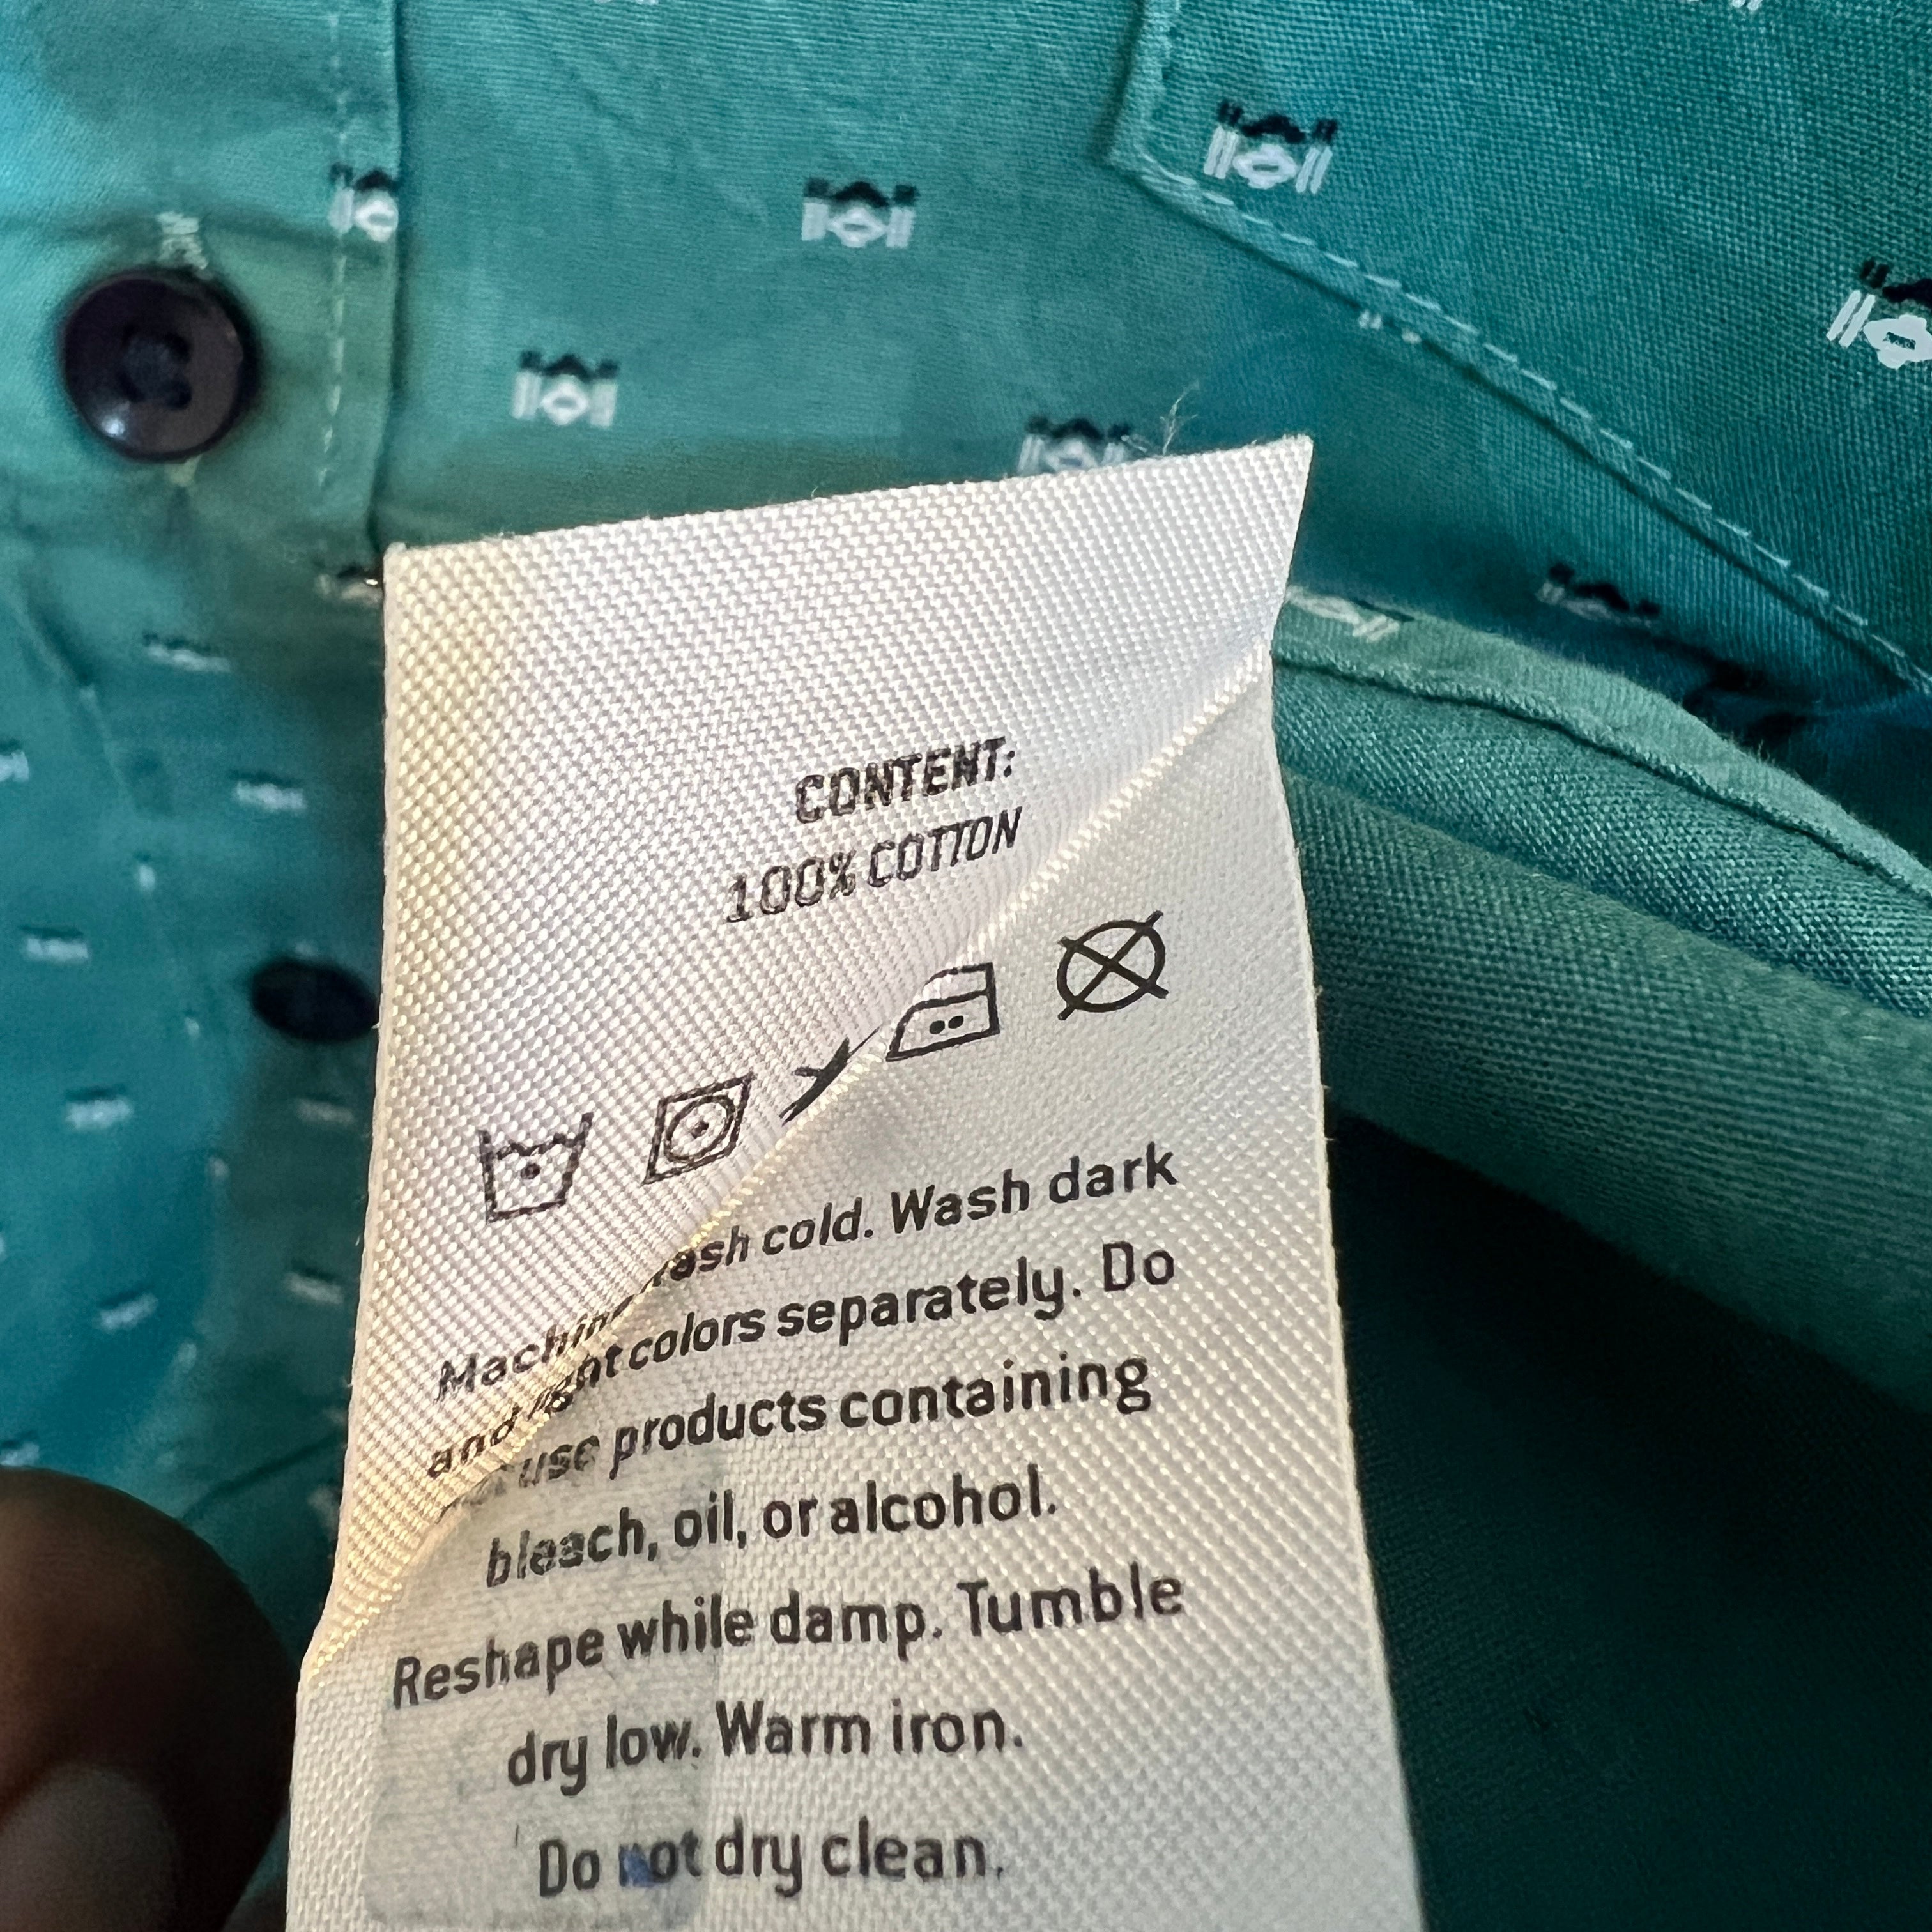 CONTENT:
100% COTTON
Machine wash cold. Wash dark
and light colors separately. Do
not use products containing
bleach, oil, or alcohol.
Reshape while damp. Tumble
dry low. Warm iron.
Do not dry clean.